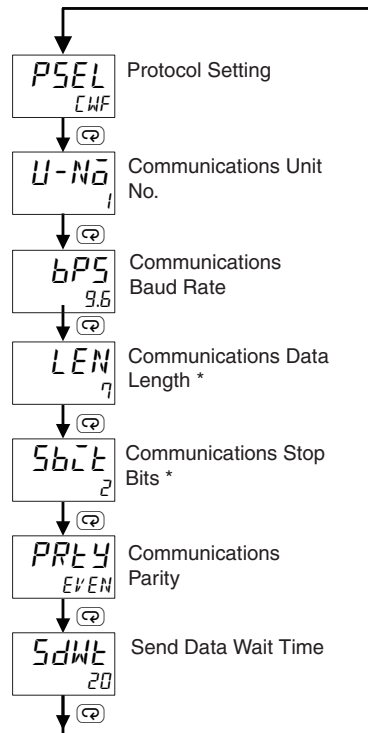 PSEL
CWF
Protocol Setting
U-No
1
Communications Unit
No.
bPS
9.6
Communications
Baud Rate
LEN
7
Communications Data
Length *
Sbit
2
Communications Stop
Bits *
PRtY
EVEN
Communications
Parity
SdWt
20
Send Data Wait Time